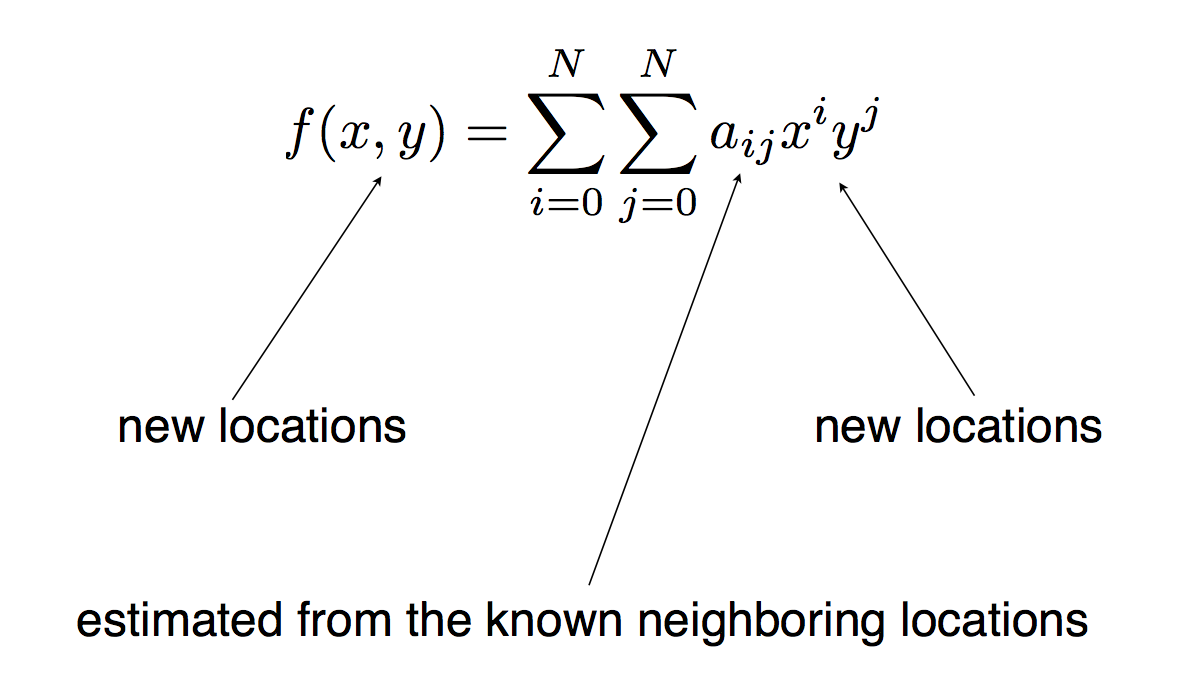 f(x, y) = \sum_{i=0}^{N} \sum_{j=0}^{N} a_{ij} x^i y^j
new locations new locations
estimated from the known neighboring locations